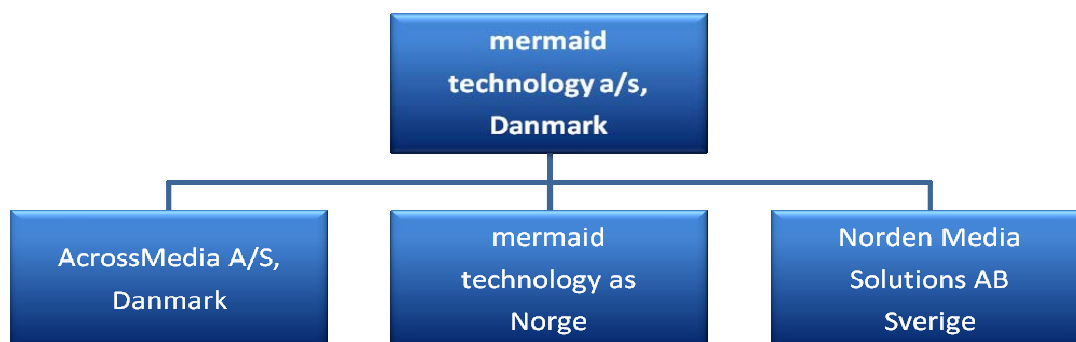 mermaid
technology a/s,
Danmark
AcrossMedia A/S,
Danmark
mermaid
technology as
Norge
Norden Media
Solutions AB
Sverige